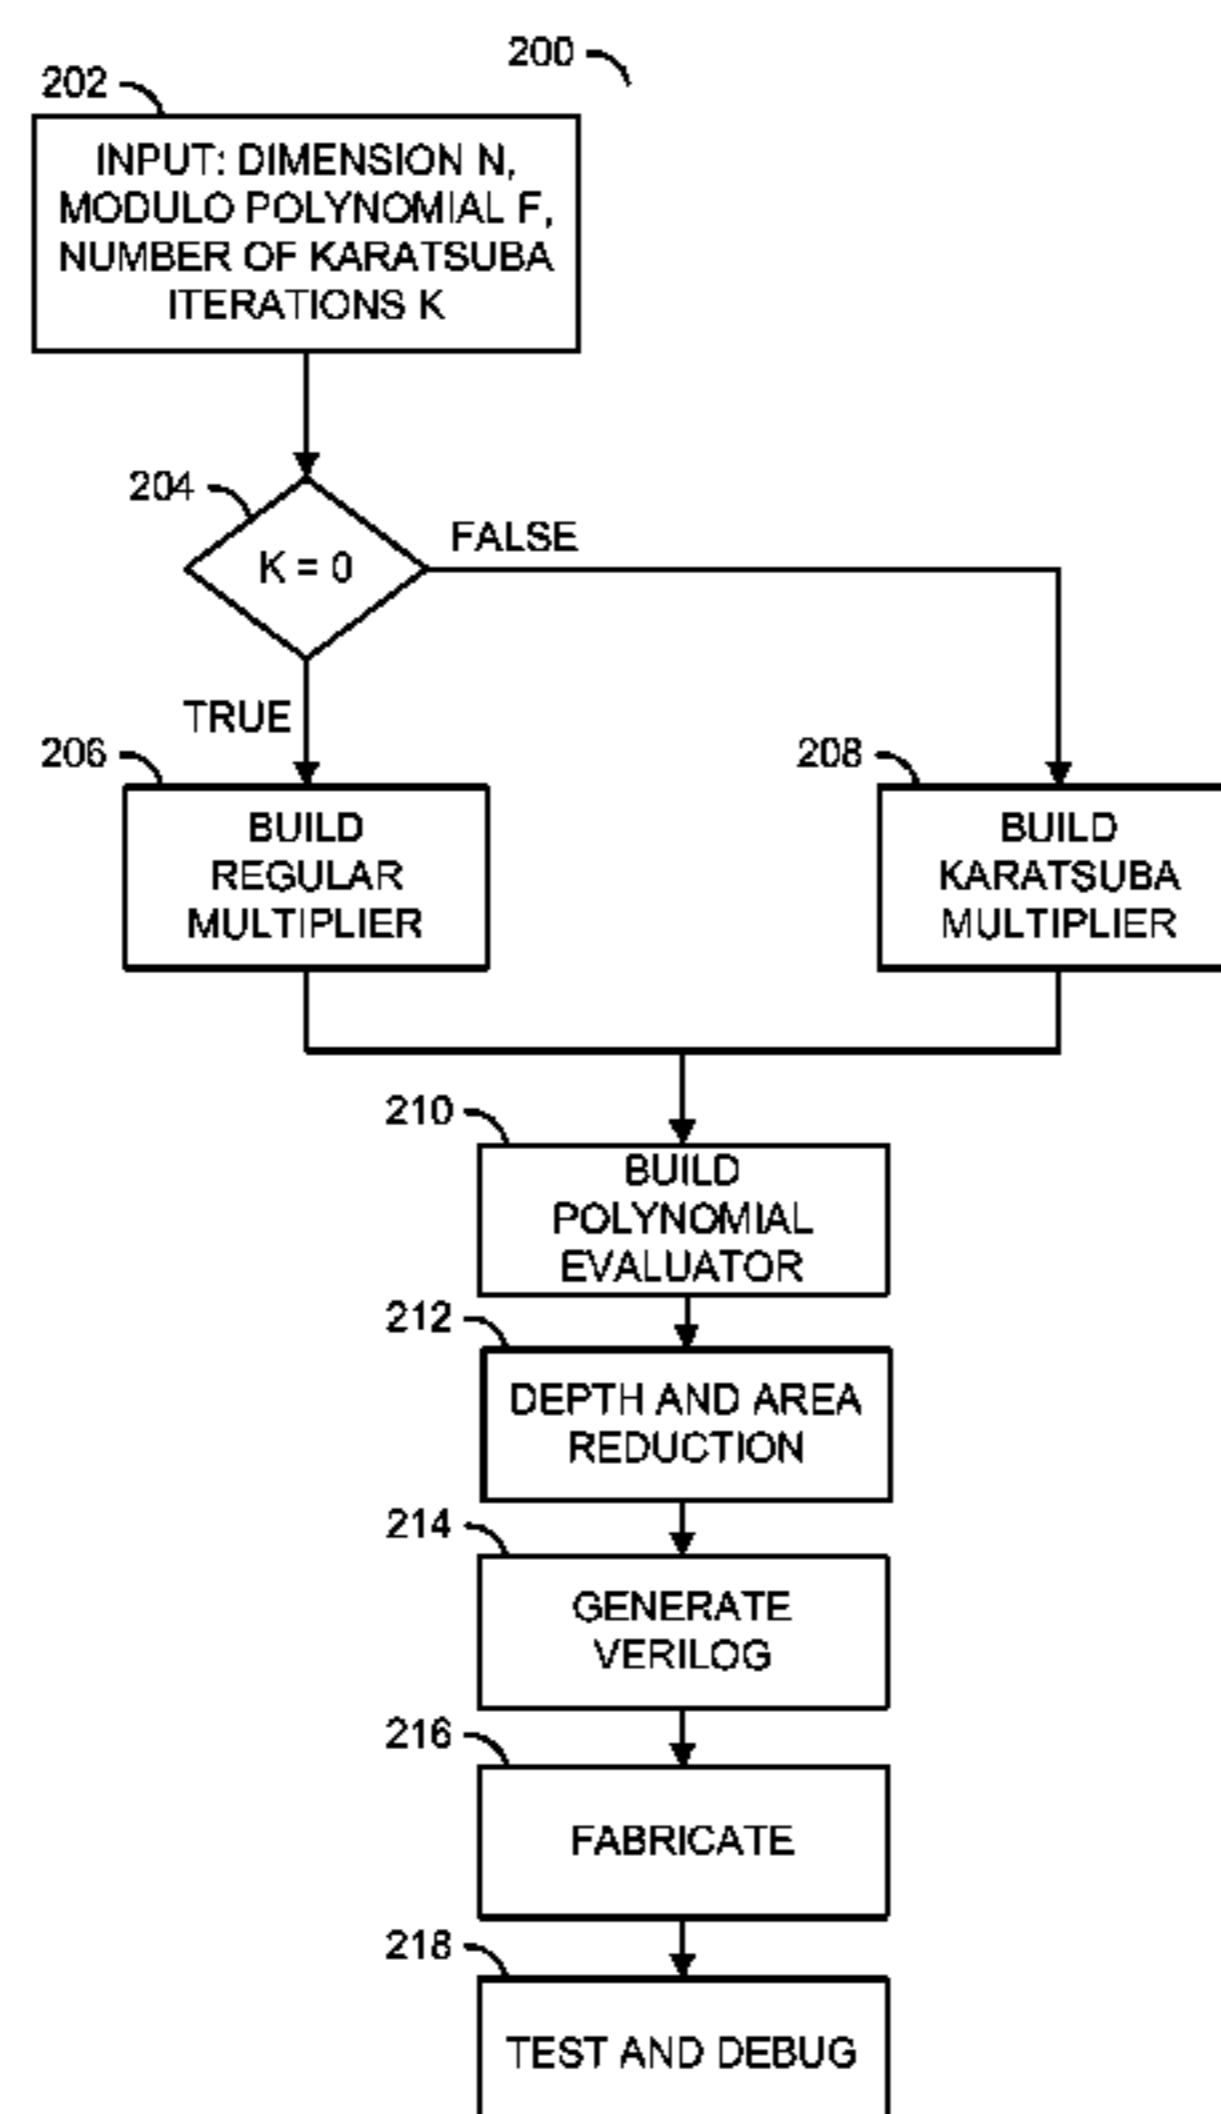 200
202
INPUT: DIMENSION N,
MODULO POLYNOMIAL F,
NUMBER OF KARATSUBA
ITERATIONS K
204
K = 0
FALSE
TRUE
206
BUILD
REGULAR
MULTIPLIER
208
BUILD
KARATSUBA
MULTIPLIER
210
BUILD
POLYNOMIAL
EVALUATOR
212
DEPTH AND AREA
REDUCTION
214
GENERATE
VERILOG
216
FABRICATE
218
TEST AND DEBUG